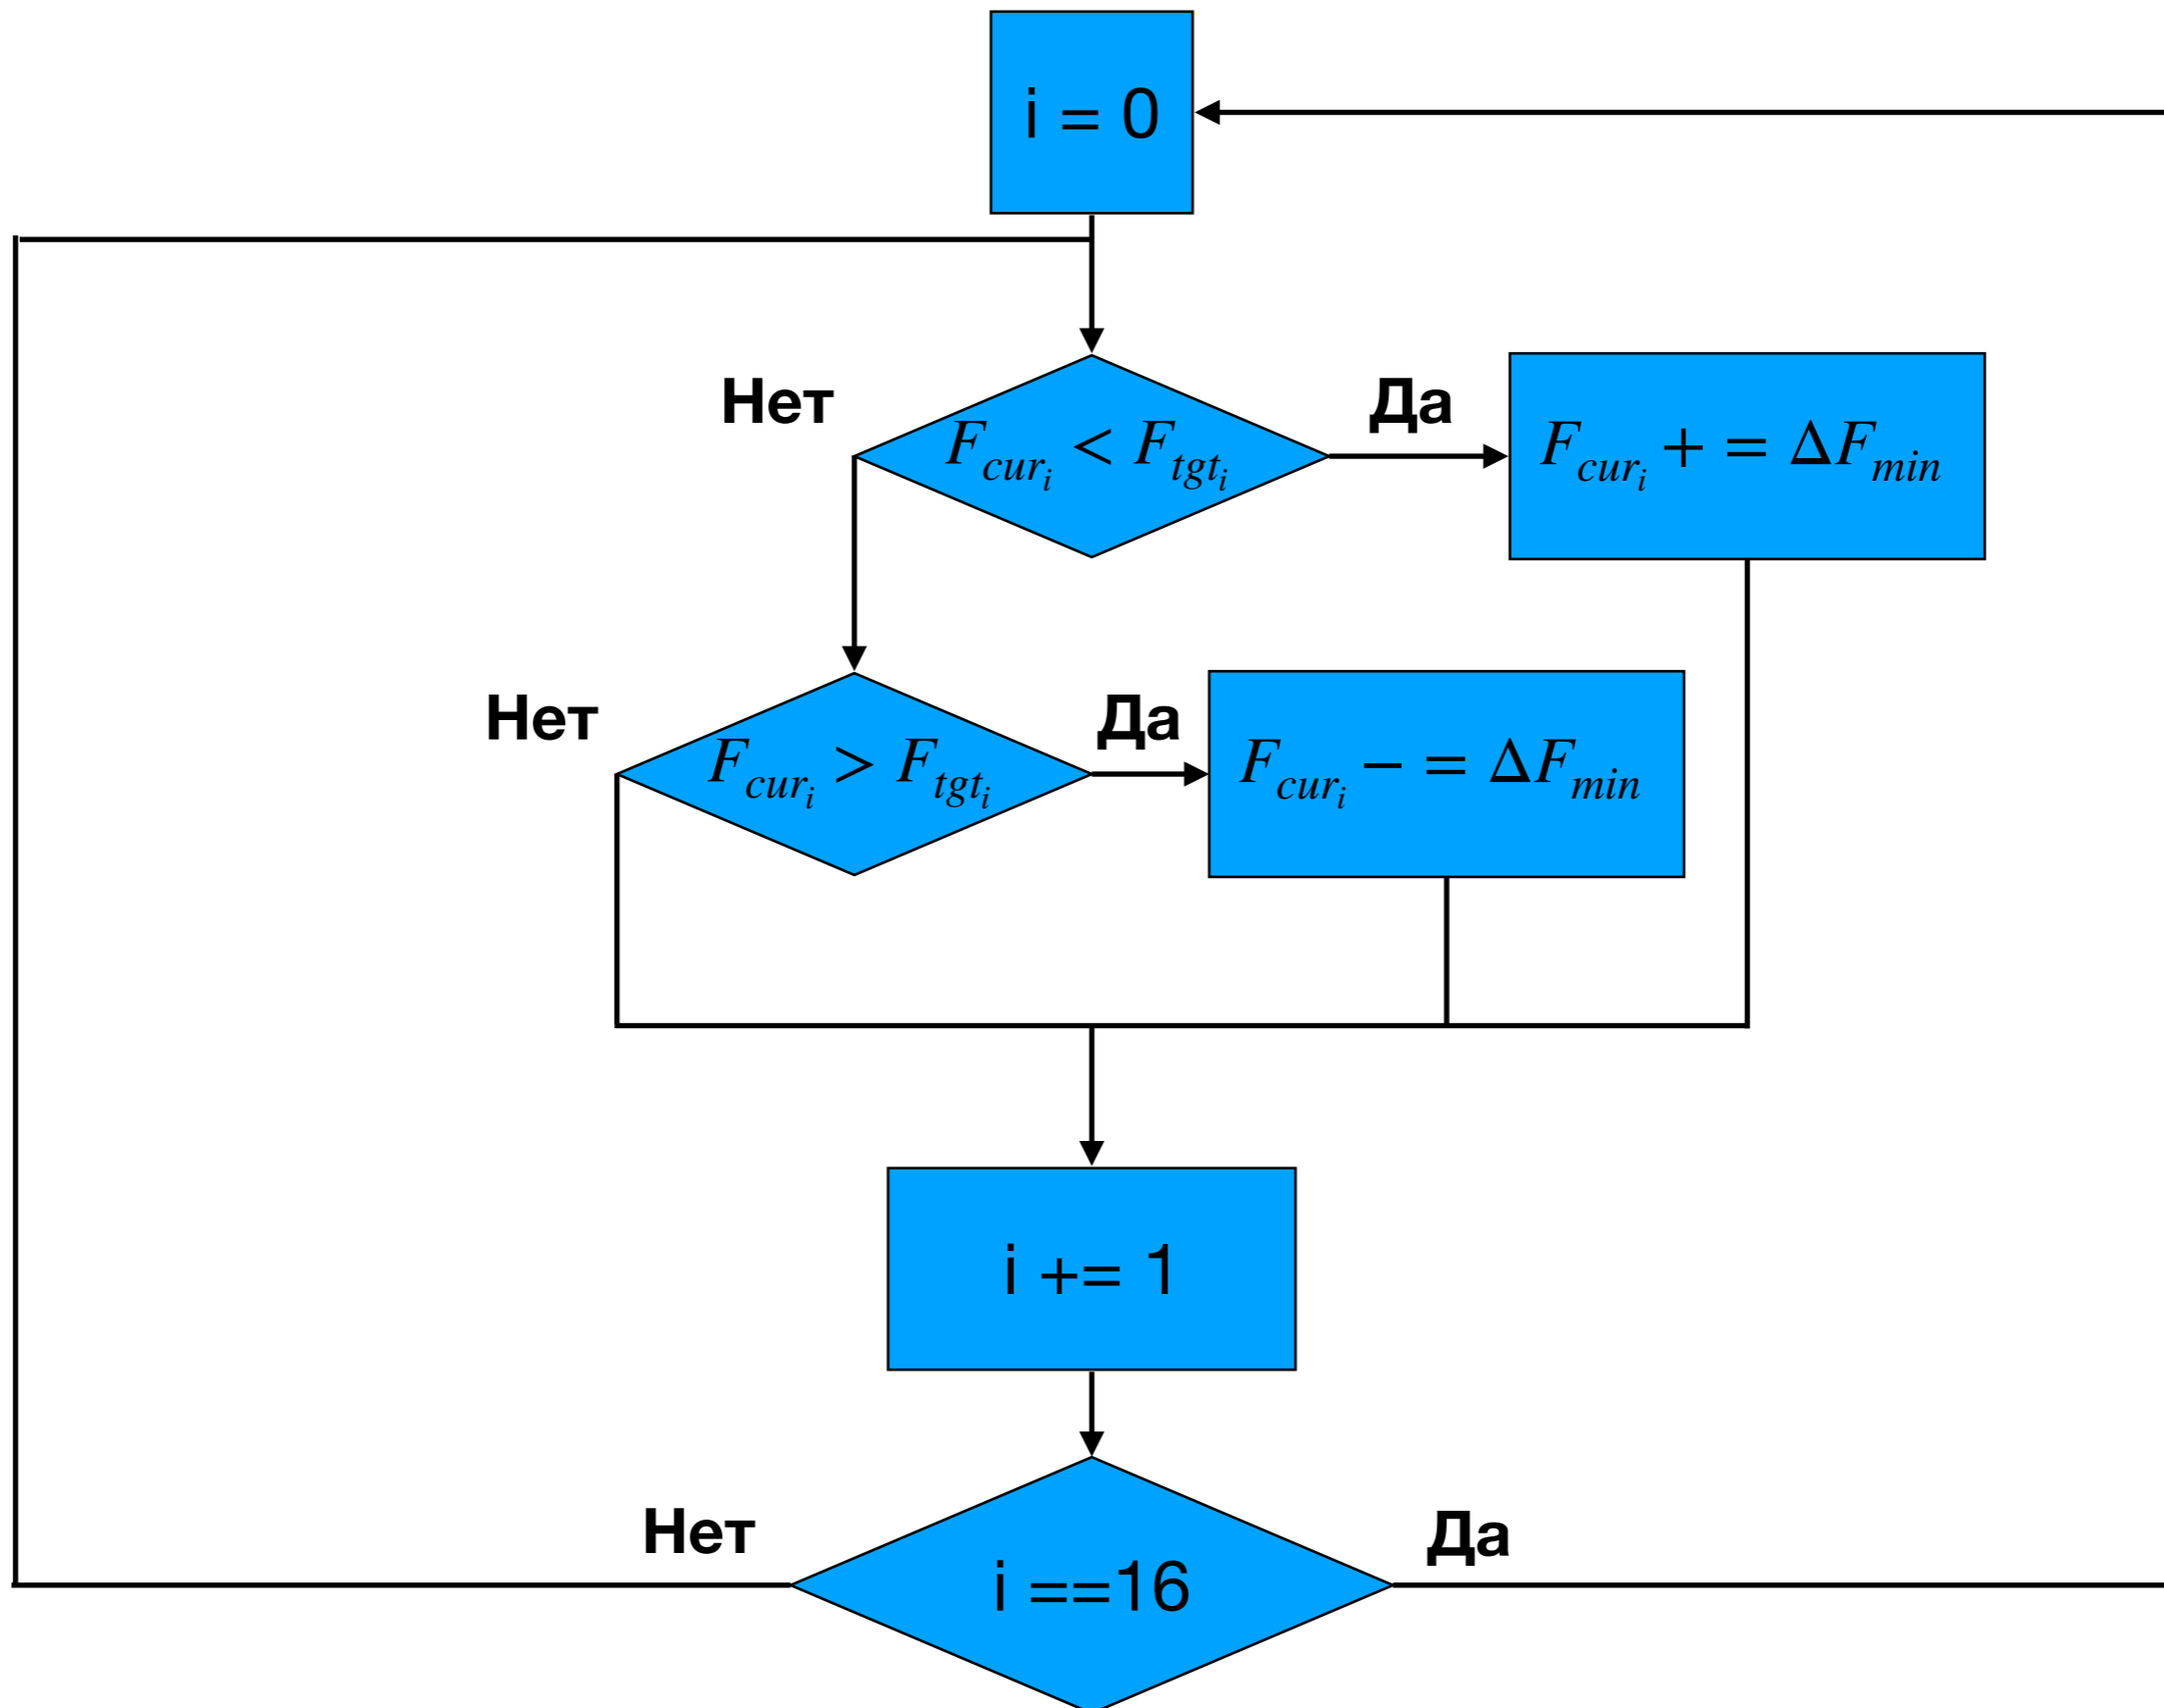 i = 0
Нет
Да
F_{cur_i} < F_{tgt_i}
F_{cur_i} + = ΔF_{min}
Нет
Да
F_{cur_i} > F_{tgt_i}
F_{cur_i} − = ΔF_{min}
i += 1
Нет
Да
i ==16